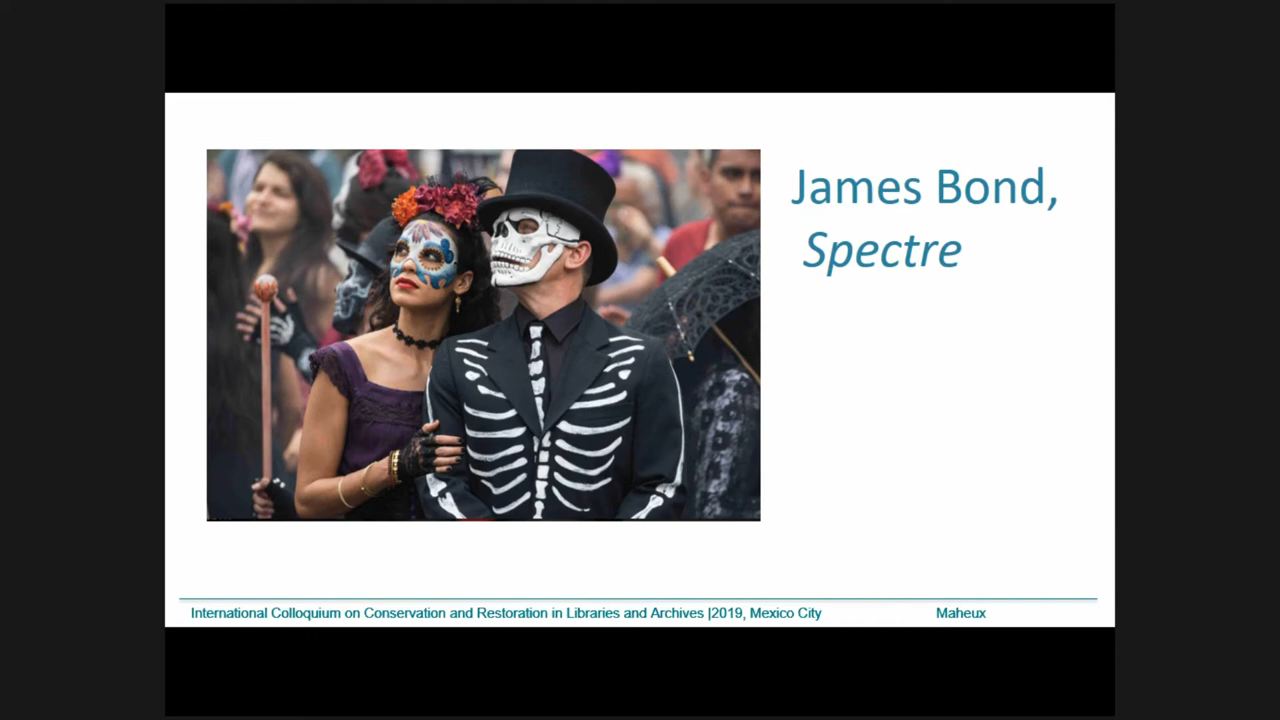 James Bond,
Spectre
International Colloquium on Conservation and Restoration in Libraries and Archives |2019, Mexico City
Maheux